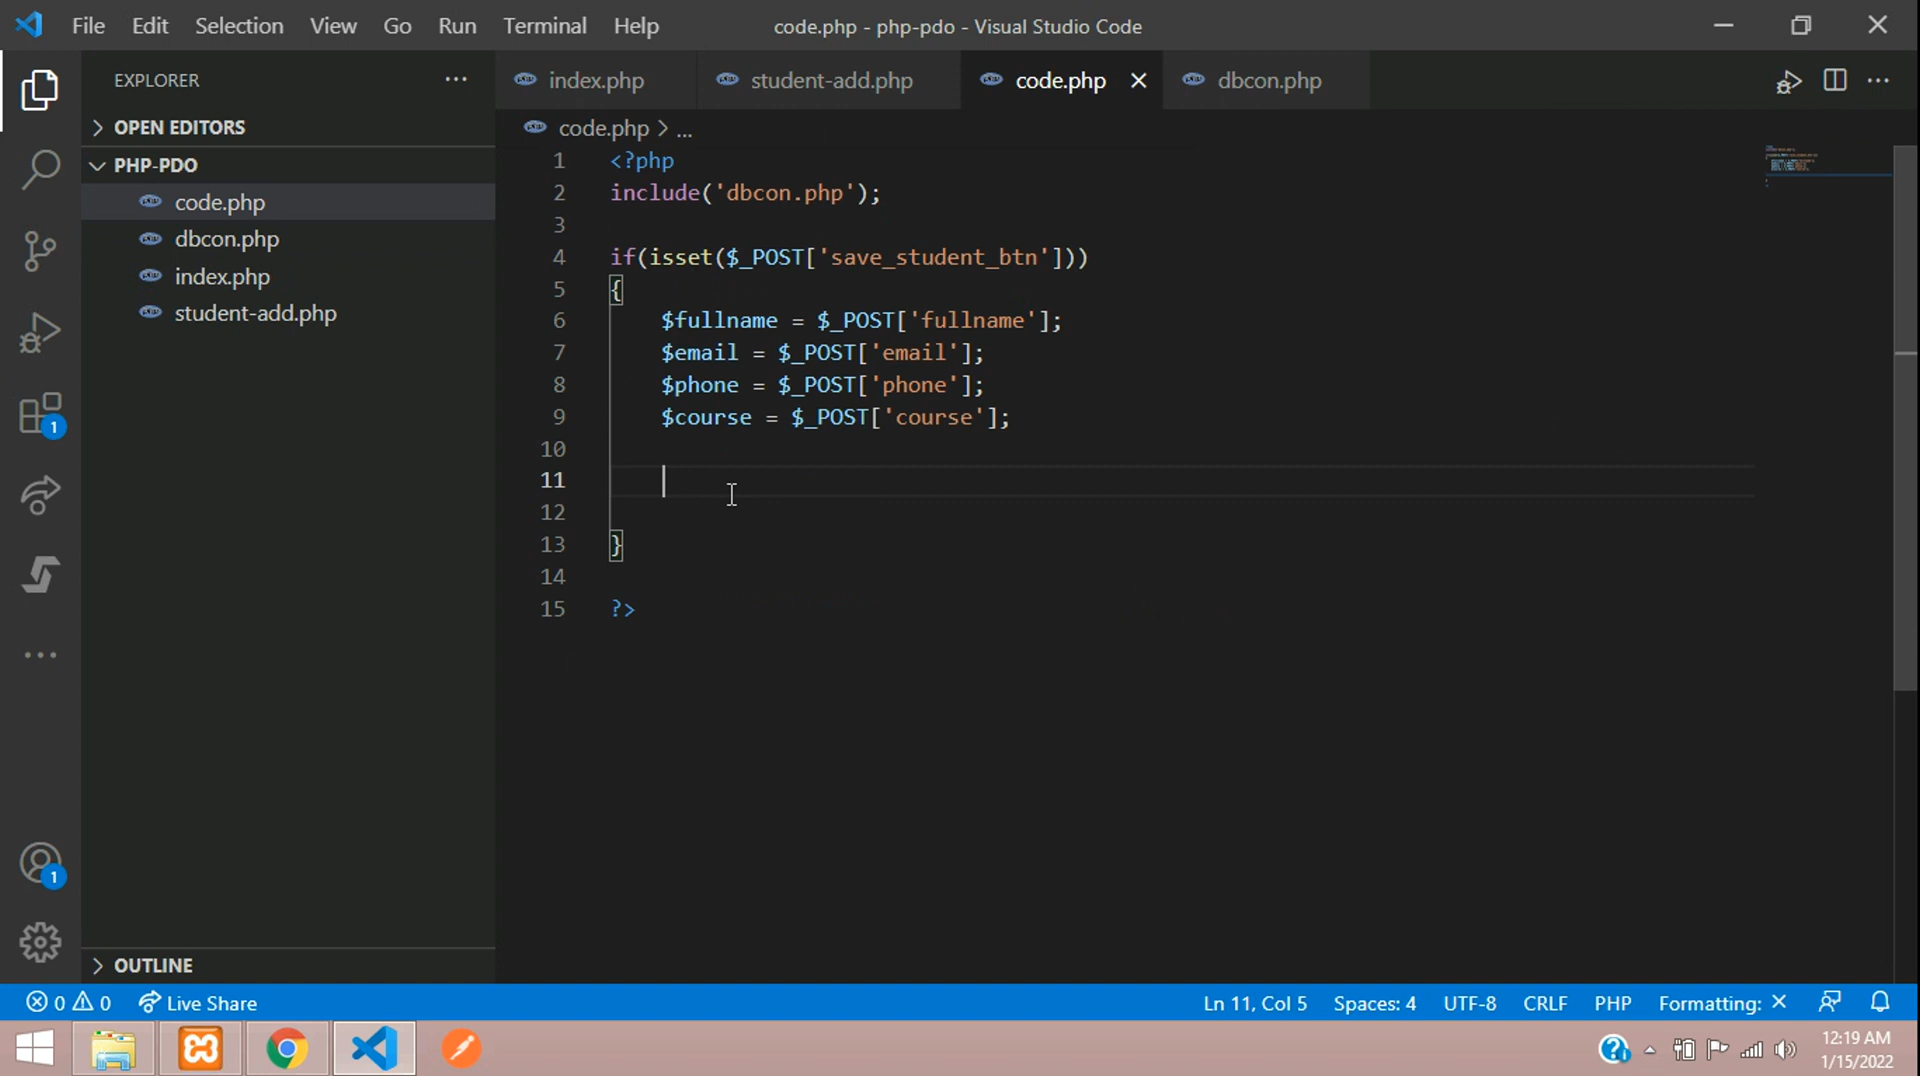 File Edit Selection View Go Run Terminal Help code.php - php-pdo - Visual Studio Code
EXPLORER ...
index.php student-add.php code.php dbcon.php
OPEN EDITORS
PHP-PDO
code.php
dbcon.php
index.php
student-add.php
OUTLINE
code.php > ...
1 <?php
2 include('dbcon.php');
3
4 if(isset($_POST['save_student_btn']))
5 {
6 $fullname = $_POST['fullname'];
7 $email = $_POST['email'];
8 $phone = $_POST['phone'];
9 $course = $_POST['course'];
10
11
12
13 }
14
15 ?>
1
1
0 0 Live Share Ln 11, Col 5 Spaces: 4 UTF-8 CRLF PHP Formatting: ×
12:19 AM
1/15/2022